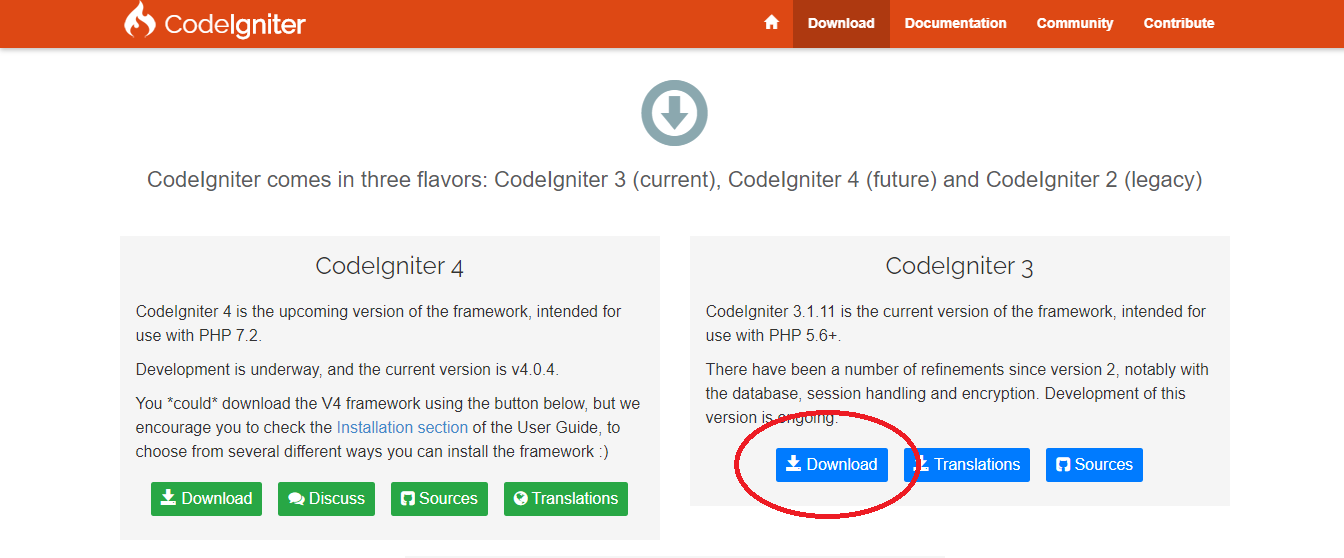 CodeIgniter
Download
Documentation
Community
Contribute
CodeIgniter comes in three flavors: CodeIgniter 3 (current), CodeIgniter 4 (future) and CodeIgniter 2 (legacy)
CodeIgniter 4
CodeIgniter 4 is the upcoming version of the framework, intended for
use with PHP 7.2.
Development is underway, and the current version is v4.0.4.
You *could* download the V4 framework using the button below, but we
encourage you to check the Installation section of the User Guide, to
choose from several different ways you can install the framework :)
Download
Discuss
Sources
Translations
CodeIgniter 3
CodeIgniter 3.1.11 is the current version of the framework, intended for
use with PHP 5.6+.
There have been a number of refinements since version 2, notably with
the database, session handling and encryption. Development of this
version is ongoing.
Download
Translations
Sources